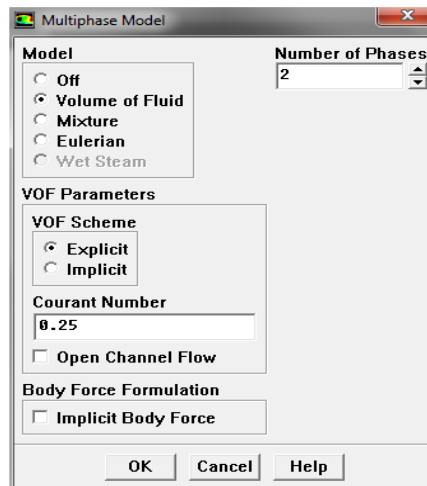 Multiphase Model
Model
Off
Volume of Fluid
Mixture
Eulerian
Wet Steam
Number of Phases
2
VOF Parameters
VOF Scheme
Explicit
Implicit
Courant Number
0.25
Open Channel Flow
Body Force Formulation
Implicit Body Force
OK Cancel Help